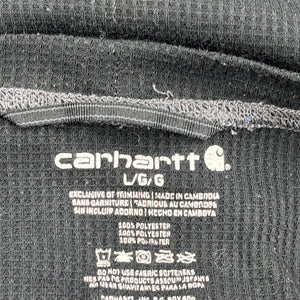 carhartt
L/G/G
EXCLUSIVE OF TRIMMING | MADE IN CAMBODIA
SANS GARNITURE | FABRIQUÉ AU CAMBODGE
SIN INCLUIR ADORNO | HECHO EN CAMBOYA
100% POLYESTER
100% POLYESTER
100% POLIESTER
DO NOT USE FABRIC SOFTENERS